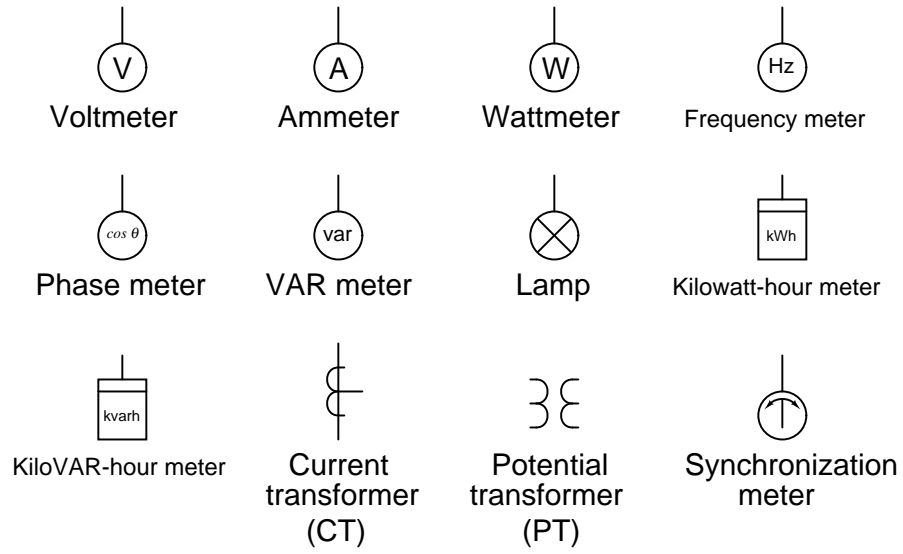 V
A
W
Hz
Voltmeter
Ammeter
Wattmeter
Frequency meter
cos θ
var
kWh
Phase meter
VAR meter
Lamp
Kilowatt-hour meter
kvarh
KiloVAR-hour meter
Current
transformer
(CT)
Potential
transformer
(PT)
Synchronization
meter